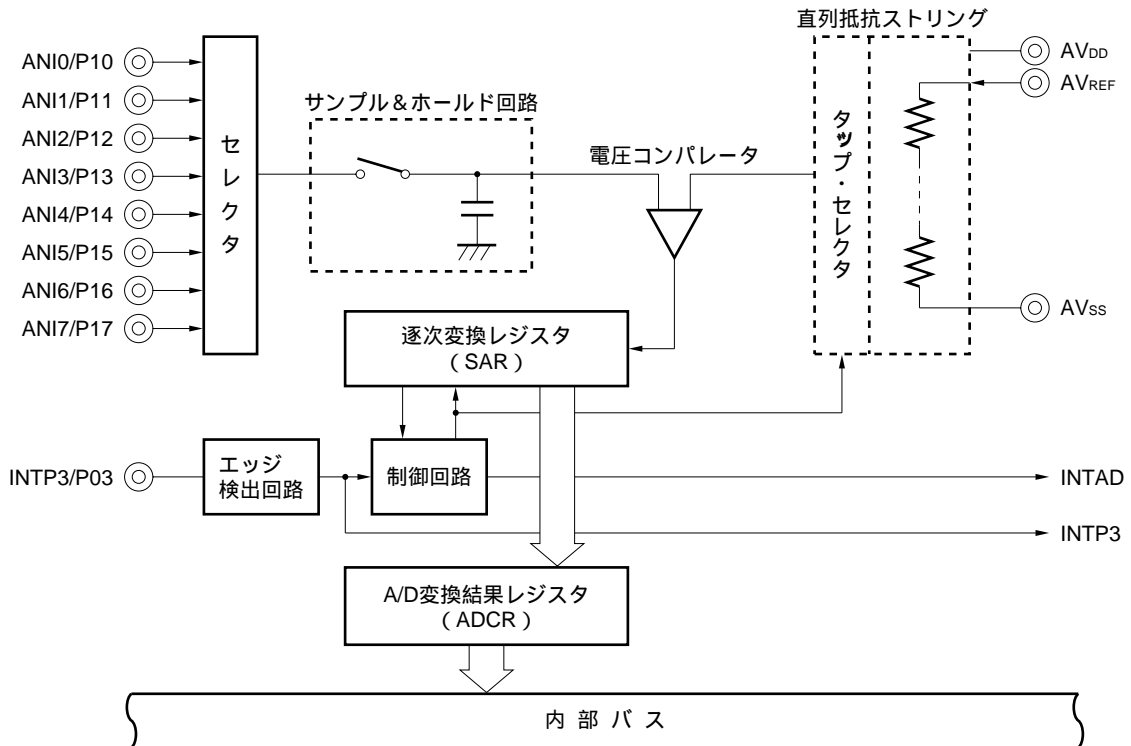 直列抵抗ストリング
ANI0/P10
ANI1/P11
ANI2/P12
ANI3/P13
ANI4/P14
ANI5/P15
ANI6/P16
ANI7/P17
セレクタ
サンプル＆ホールド回路
電圧コンパレータ
タップ・セレクタ
AVDD
AVREF
AVSS
逐次変換レジスタ
（SAR）
INTP3/P03
エッジ
検出回路
制御回路
INTAD
INTP3
A/D変換結果レジスタ
（ADCR）
内部バス